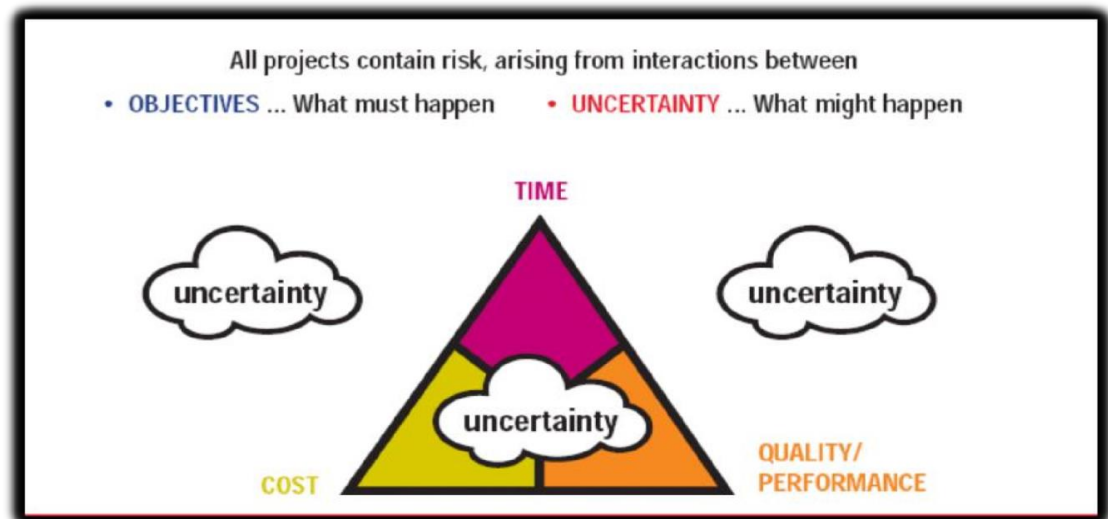 All projects contain risk, arising from interactions between
• OBJECTIVES ... What must happen • UNCERTAINTY ... What might happen
TIME
uncertainty
uncertainty
uncertainty
COST
QUALITY/
PERFORMANCE